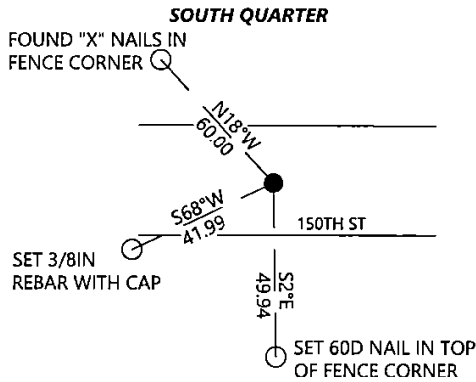 SOUTH QUARTER
FOUND "X" NAILS IN
FENCE CORNER
N18°W
60.00
S68°W
41.99
150TH ST
SET 3/8IN
REBAR WITH CAP
S2°E
49.94
SET 60D NAIL IN TOP
OF FENCE CORNER